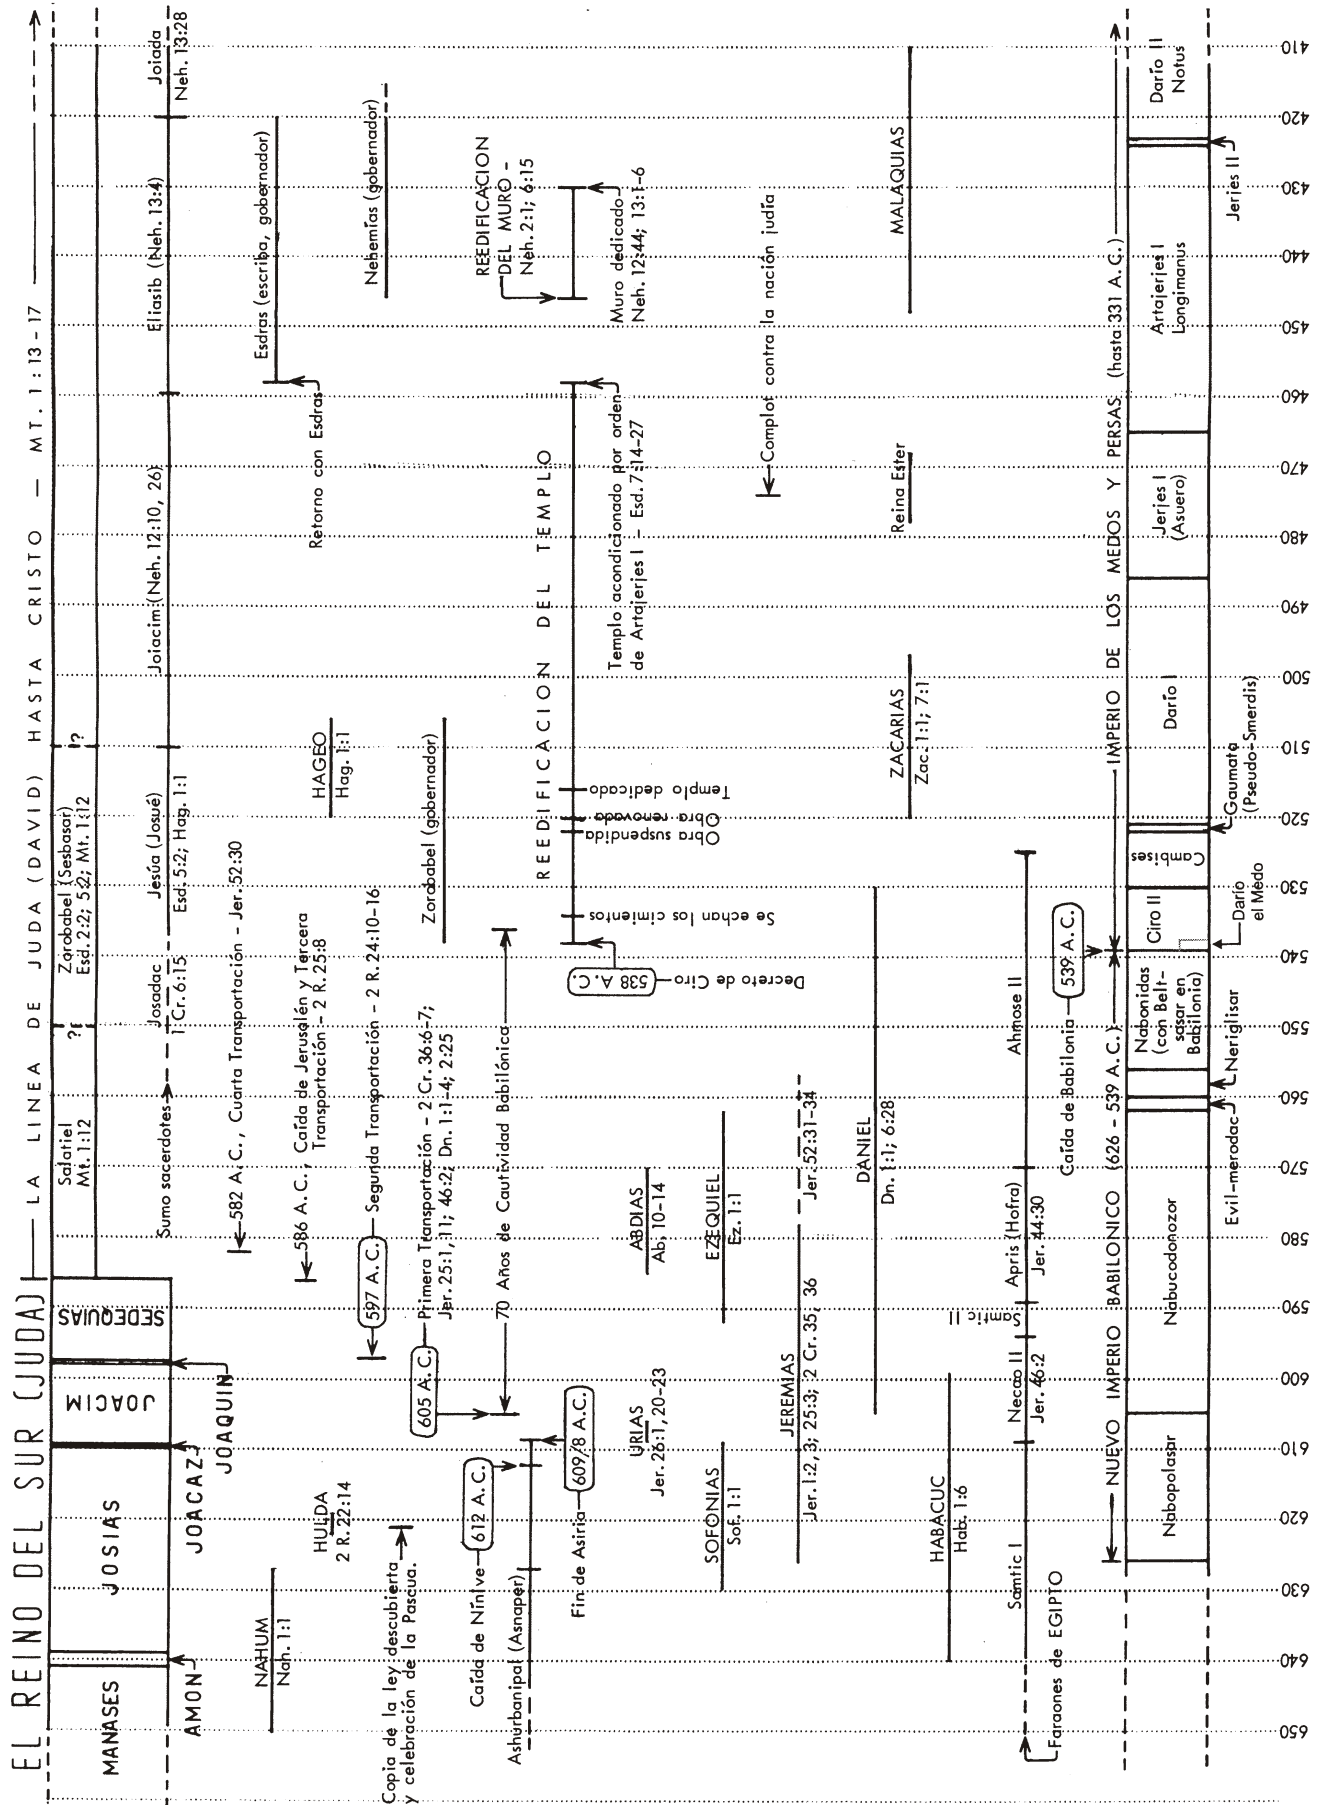 EL REINO DEL SUR (JUDA)
LA LINEA DE JUDA (DAVID) HASTA CRISTO — MT. 1:13-17
MANASES
AMON
JOSIAS
JOACAZ
JOACIM
JOAQUIN
SEDEQUIAS
Salatiel
Mt. 1:12
?
Zorobabel (Sesbasar)
Esd. 2:2; 5:2; Mt. 1:12
?
Sumo sacerdotes
Josadac
1 Cr. 6:15
Jesúa (Josué)
Esd. 5:2; Hag. 1:1
Joiacim (Neh. 12:10, 26)
Eliasib (Neh. 13:4)
Joiada
Neh. 13:28
NAHUM
Nah. 1:1
582 A. C., Cuarta Transportación - Jer. 52:30
Esdras (escriba, gobernador)
Retorno con Esdras
HULDA
2 R. 22:14
586 A. C., Caída de Jerusalén y Tercera
Transportación - 2 R. 25:8
HAGEO
Hag. 1:1
Nehemías (gobernador)
Copia de la ley descubierta
y celebración de la Pascua.
597 A. C.
Segunda Transportación - 2 R. 24:10-16
605 A. C.
Primera Transportación - 2 Cr. 36:6-7;
Jer. 25:1, 11; 46:2; Dn. 1:1-4; 2:25
Zorobabel (gobernador)
Caída de Nínive
612 A. C.
70 Años de Cautividad Babilónica
REEDIFICACION
DEL MURO -
Neh. 2:1; 6:15
Ashurbanipal (Asnaper)
Fin de Asiria
609/8 A.C.
REEDIFICACION DEL TEMPLO
538 A. C.
Decreto de Ciro
Se echan los cimientos
Obra suspendida
Obra renovada
Templo dedicado
Templo acondicionado por orden
de Artajerjes I - Esd. 7:14-27
Muro dedicado
Neh. 12:44; 13:1-6
URIAS
Jer. 26:1, 20-23
ABDIAS
Ab. 10-14
SOFONIAS
Sof. 1:1
EZEQUIEL
Ez. 1:1
Complot contra la nación judía
JEREMIAS
Jer. 1:2, 3; 25:3; 2 Cr. 35, 36
Jer. 52:31-34
DANIEL
Dn. 1:1; 6:28
ZACARIAS
Zac. 1:1; 7:1
Reina Ester
MALAQUIAS
HABACUC
Hab. 1:6
Faraones de EGIPTO
Samtic I
Necao II
Jer. 46:2
Samtic II
Apris (Hofra)
Jer. 44:30
Ahmose II
Caída de Babilonia
539 A. C.
NUEVO IMPERIO BABILONICO (626 - 539 A. C.)
IMPERIO DE LOS MEDOS Y PERSAS (hasta 331 A. C.)
Nabopolasar
Nabucodonozor
Evil-merodac
Neriglisar
Nabonidas
(con Belt-
sasar en
Babilonia)
Ciro II
Darío
el Medo
Cambises
Gaumata
(Pseudo-Smerdis)
Darío I
Jerjes I
(Asuero)
Artajerjes I
Longimanus
Jerjes II
Darío II
Notus
650
640
630
620
610
600
590
580
570
560
550
540
530
520
510
500
490
480
470
460
450
440
430
420
410